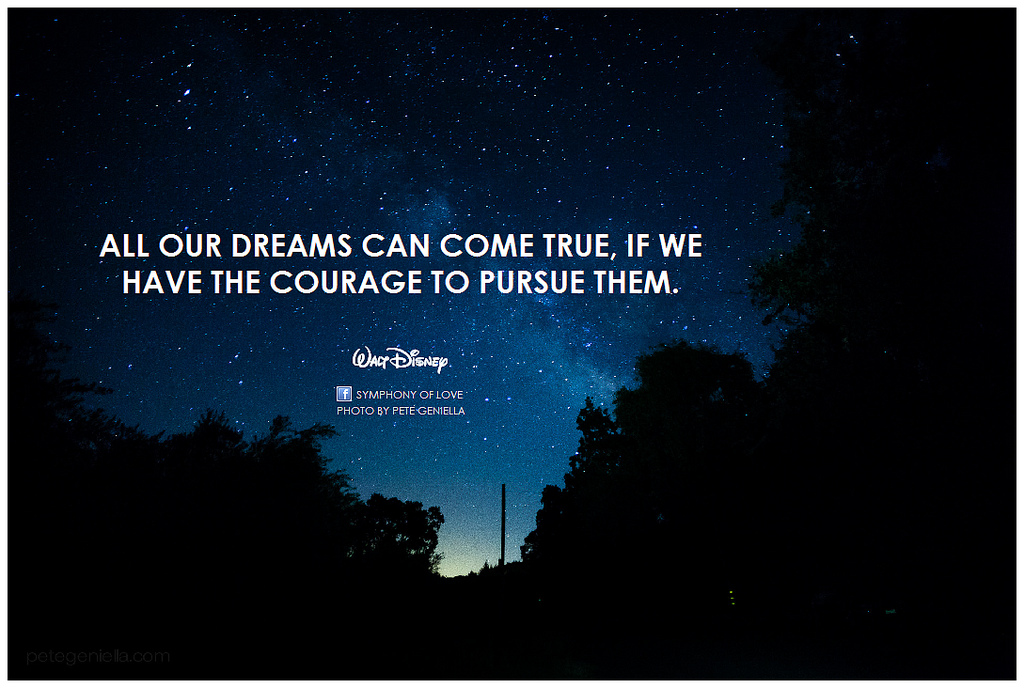 ALL OUR DREAMS CAN COME TRUE, IF WE
HAVE THE COURAGE TO PURSUE THEM.
WALT DISNEY
f SYMPHONY OF LOVE
PHOTO BY PETE GENIELLA
petegeniella.com